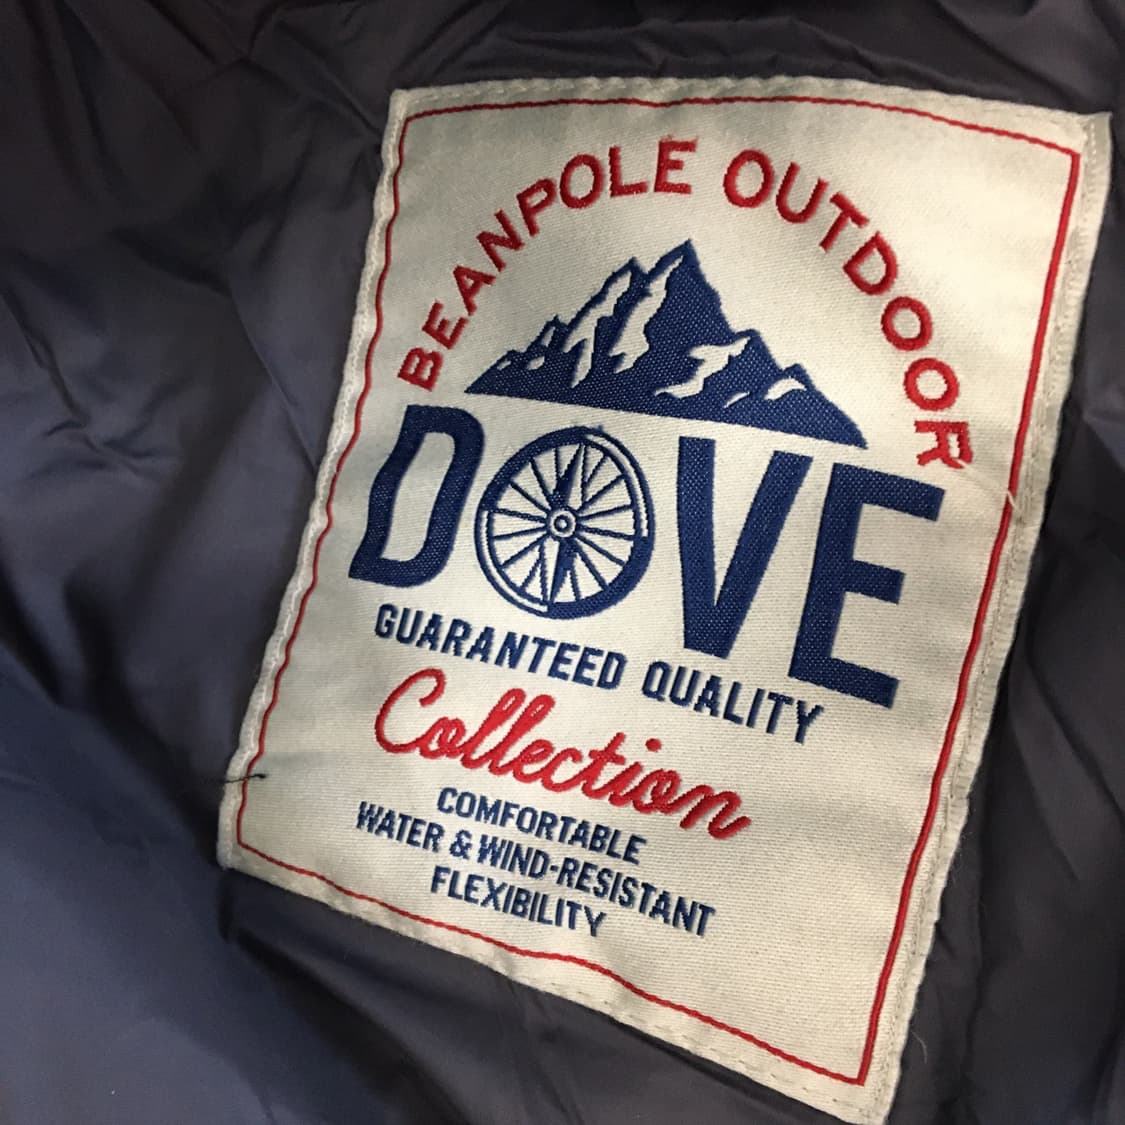 BEANPOLE OUTDOOR
DOVE
GUARANTEED QUALITY
Collection
COMFORTABLE
WATER & WIND-RESISTANT
FLEXIBILITY